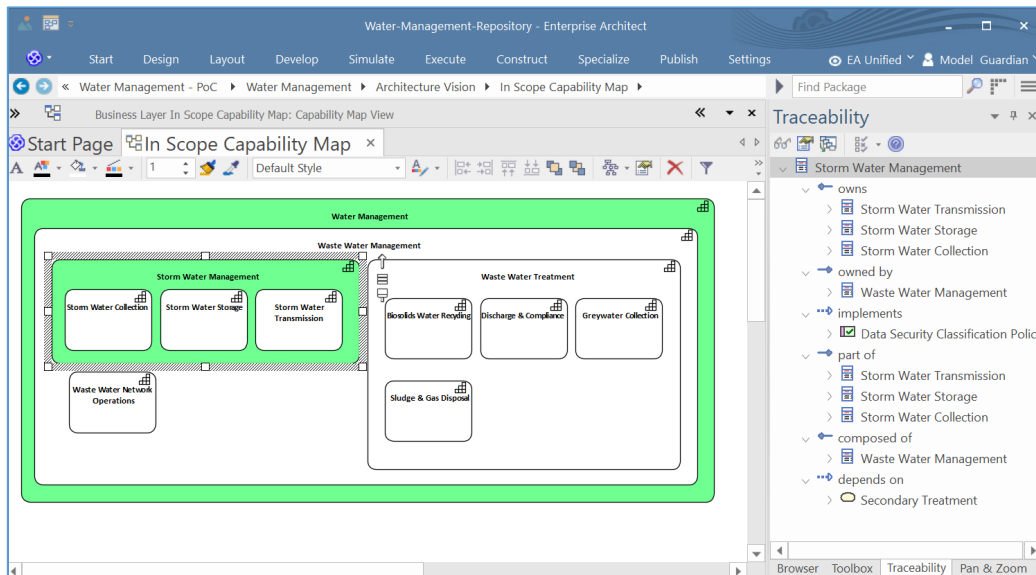 Water-Management-Repository - Enterprise Architect
Start Design Layout Develop Simulate Execute Construct Specialize Publish Settings EA Unified Model Guardian
« Water Management - PoC Water Management Architecture Vision In Scope Capability Map Find Package
Business Layer In Scope Capability Map: Capability Map View
Start Page In Scope Capability Map
1 Default Style
Water Management
Waste Water Management
Storm Water Management
Storm Water Collection
Storm Water Storage
Storm Water
Transmission
Waste Water Network
Operations
Waste Water Treatment
Biosolids Water Recyding
Discharge & Compliance
Greywater Collection
Sludge & Gas Disposal
Traceability
Storm Water Management
owns
Storm Water Transmission
Storm Water Storage
Storm Water Collection
owned by
Waste Water Management
implements
Data Security Classification Polic
part of
Storm Water Transmission
Storm Water Storage
Storm Water Collection
composed of
Waste Water Management
depends on
Secondary Treatment
Browser Toolbox Traceability Pan & Zoom